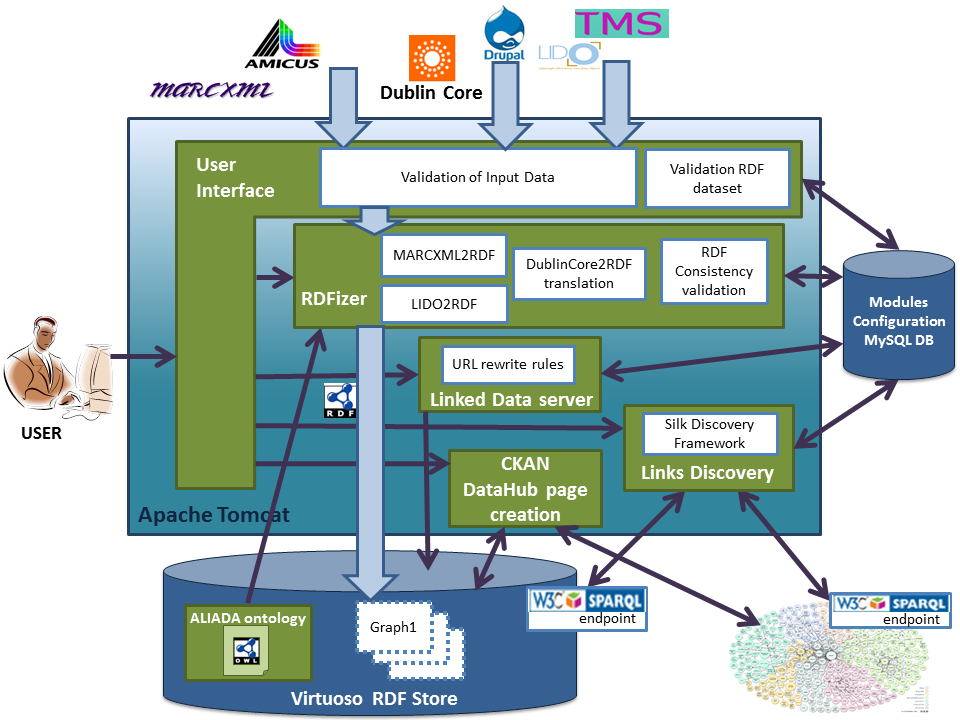 TMS
Drupal
LIDO
AMICUS
MARCXML
Dublin Core
User
Interface
Validation of Input Data
Validation RDF
dataset
MARCXML2RDF
DublinCore2RDF
translation
RDF
Consistency
validation
RDFizer
LIDO2RDF
Modules
Configuration
MySQL DB
URL rewrite rules
Linked Data server
RDF
USER
Silk Discovery
Framework
Links Discovery
CKAN
DataHub page
creation
Apache Tomcat
W3C SPARQL
endpoint
W3C SPARQL
endpoint
ALIADA ontology
OWL
Graph1
Virtuoso RDF Store